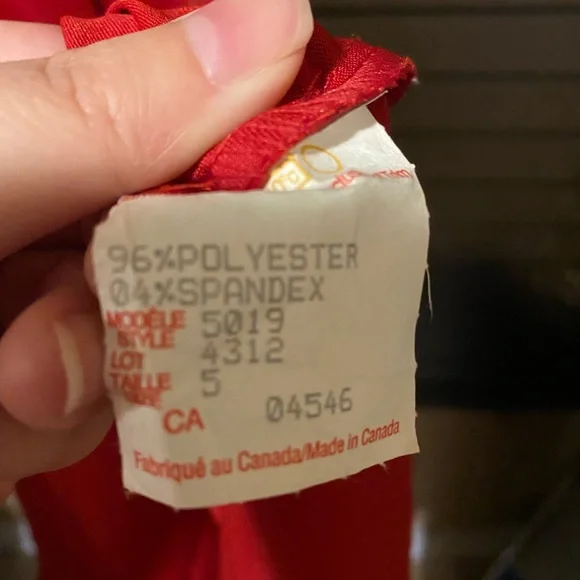 96%POLYESTER
04%SPANDEX
MODÈLE 5019
STYLE
LOT 4312
TAILLE 5
CA 04546
Fabriqué au Canada/Made in Canada